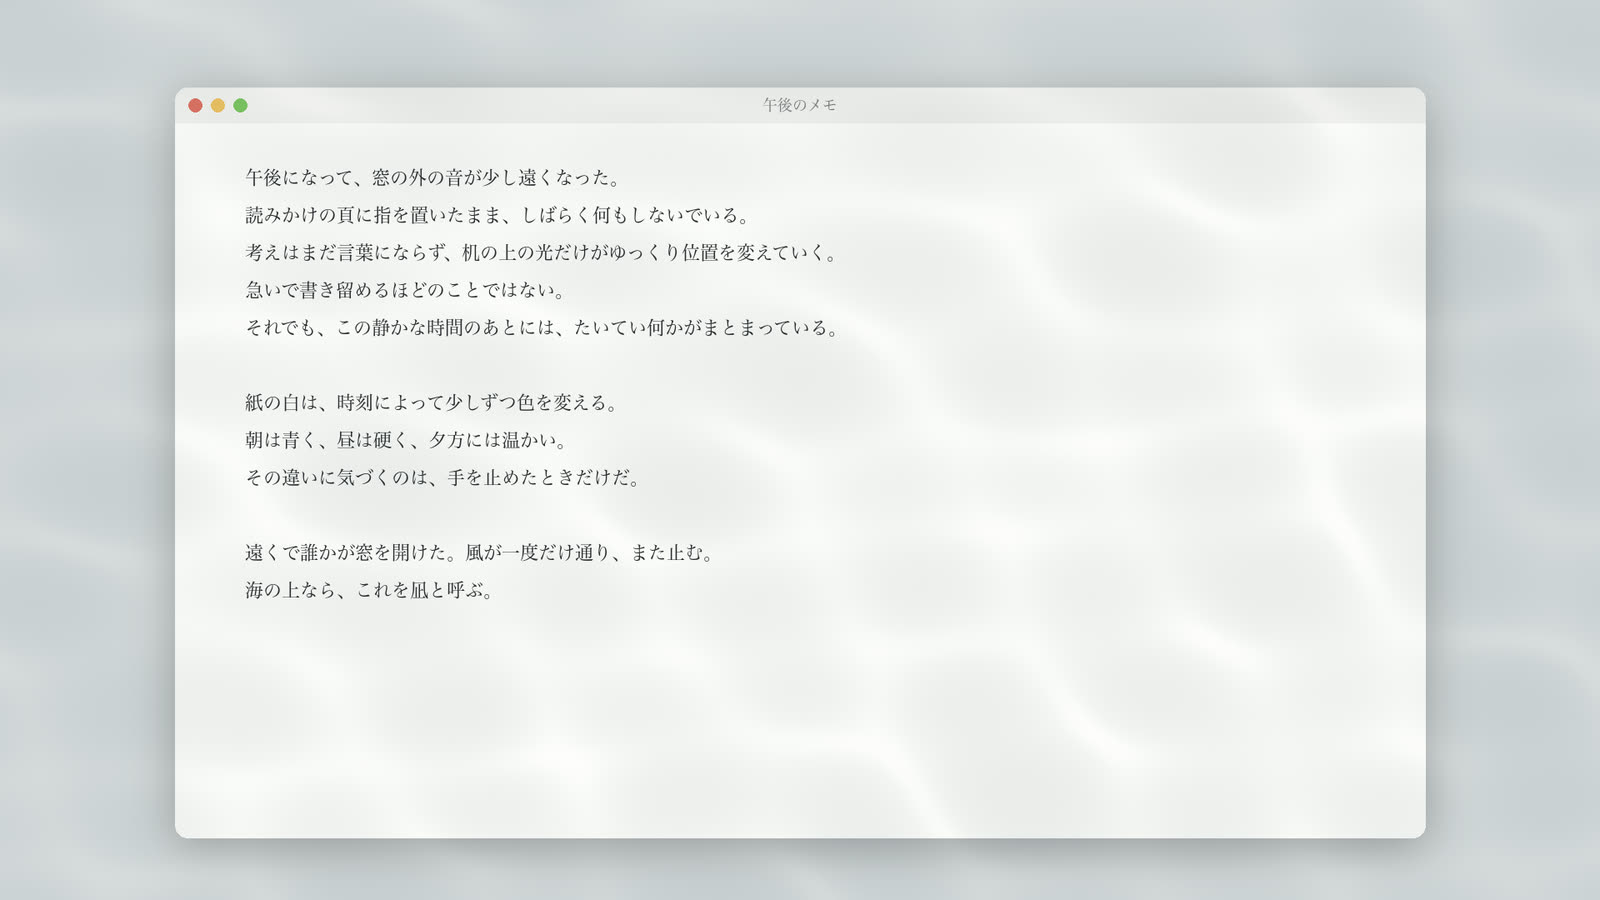 午後のメモ
午後になって、窓の外の音が少し遠くなった。
読みかけの頁に指を置いたまま、しばらく何もしないでいる。
考えはまだ言葉にならず、机の上の光だけがゆっくり位置を変えていく。
急いで書き留めるほどのことではない。
それでも、この静かな時間のあとには、たいてい何かがまとまっている。
紙の白は、時刻によって少しずつ色を変える。
朝は青く、昼は硬く、夕方には温かい。
その違いに気づくのは、手を止めたときだけだ。
遠くで誰かが窓を開けた。風が一度だけ通り、また止む。
海の上なら、これを凪と呼ぶ。